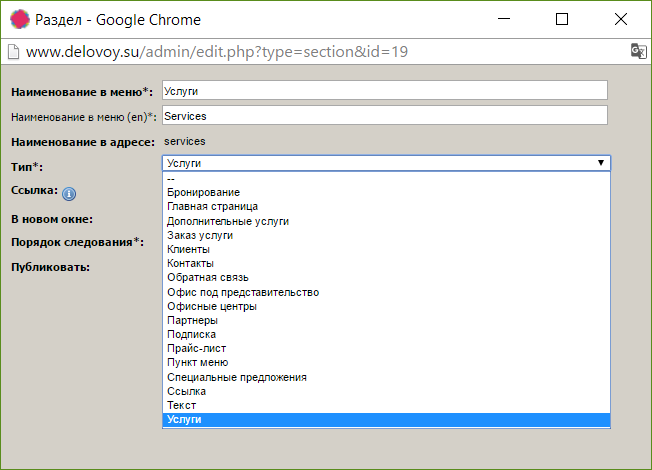 Раздел - Google Chrome
www.delovoy.su/admin/edit.php?type=section&id=19
Наименование в меню*: Услуги
Наименование в меню (en)*: Services
Наименование в адресе: services
Тип*: Услуги
Ссылка:
В новом окне:
Порядок следования*:
Публиковать:
--
Бронирование
Главная страница
Дополнительные услуги
Заказ услуги
Клиенты
Контакты
Обратная связь
Офис под представительство
Офисные центры
Партнеры
Подписка
Прайс-лист
Пункт меню
Специальные предложения
Ссылка
Текст
Услуги